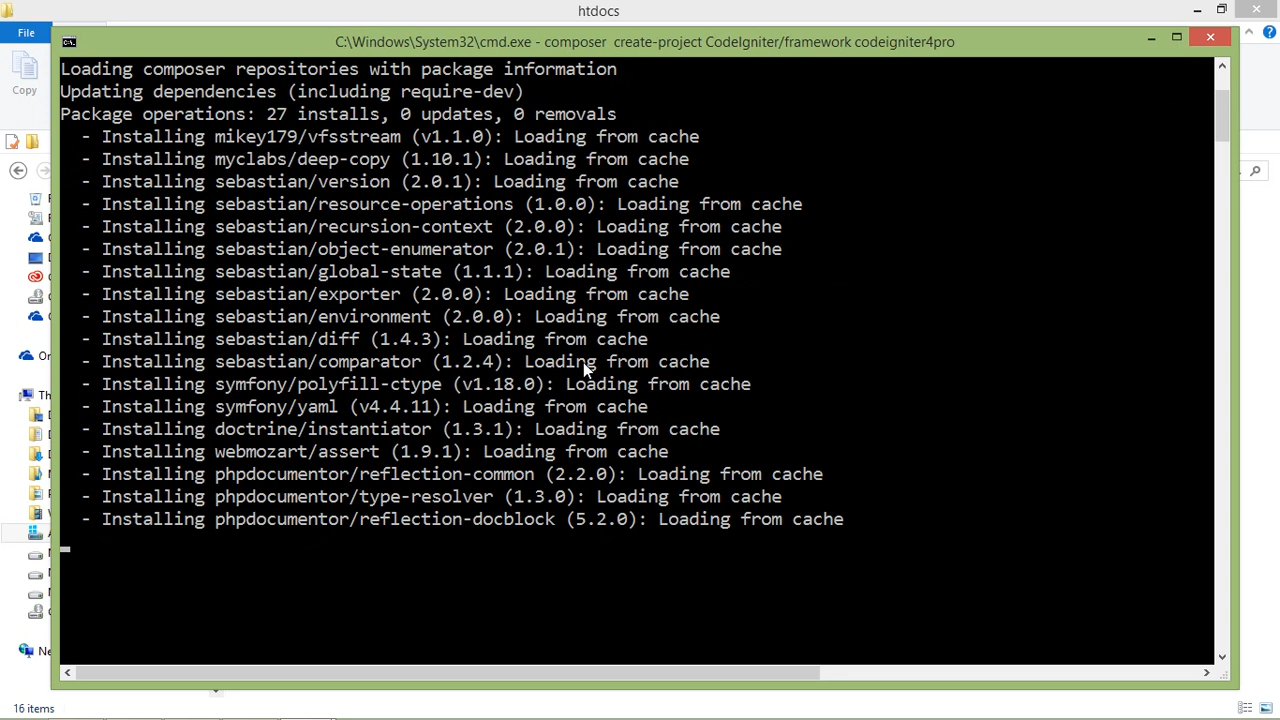 htdocs
File
C:\Windows\System32\cmd.exe - composer  create-project CodeIgniter/framework codeigniter4pro
Copy
Loading composer repositories with package information
Updating dependencies (including require-dev)
Package operations: 27 installs, 0 updates, 0 removals
- Installing mikey179/vfsstream (v1.1.0): Loading from cache
- Installing myclabs/deep-copy (1.10.1): Loading from cache
- Installing sebastian/version (2.0.1): Loading from cache
- Installing sebastian/resource-operations (1.0.0): Loading from cache
- Installing sebastian/recursion-context (2.0.0): Loading from cache
- Installing sebastian/object-enumerator (2.0.1): Loading from cache
- Installing sebastian/global-state (1.1.1): Loading from cache
- Installing sebastian/exporter (2.0.0): Loading from cache
- Installing sebastian/environment (2.0.0): Loading from cache
- Installing sebastian/diff (1.4.3): Loading from cache
- Installing sebastian/comparator (1.2.4): Loading from cache
- Installing symfony/polyfill-ctype (v1.18.0): Loading from cache
- Installing symfony/yaml (v4.4.11): Loading from cache
- Installing doctrine/instantiator (1.3.1): Loading from cache
- Installing webmozart/assert (1.9.1): Loading from cache
- Installing phpdocumentor/reflection-common (2.2.0): Loading from cache
- Installing phpdocumentor/type-resolver (1.3.0): Loading from cache
- Installing phpdocumentor/reflection-docblock (5.2.0): Loading from cache
On
Th
Ne
16 items